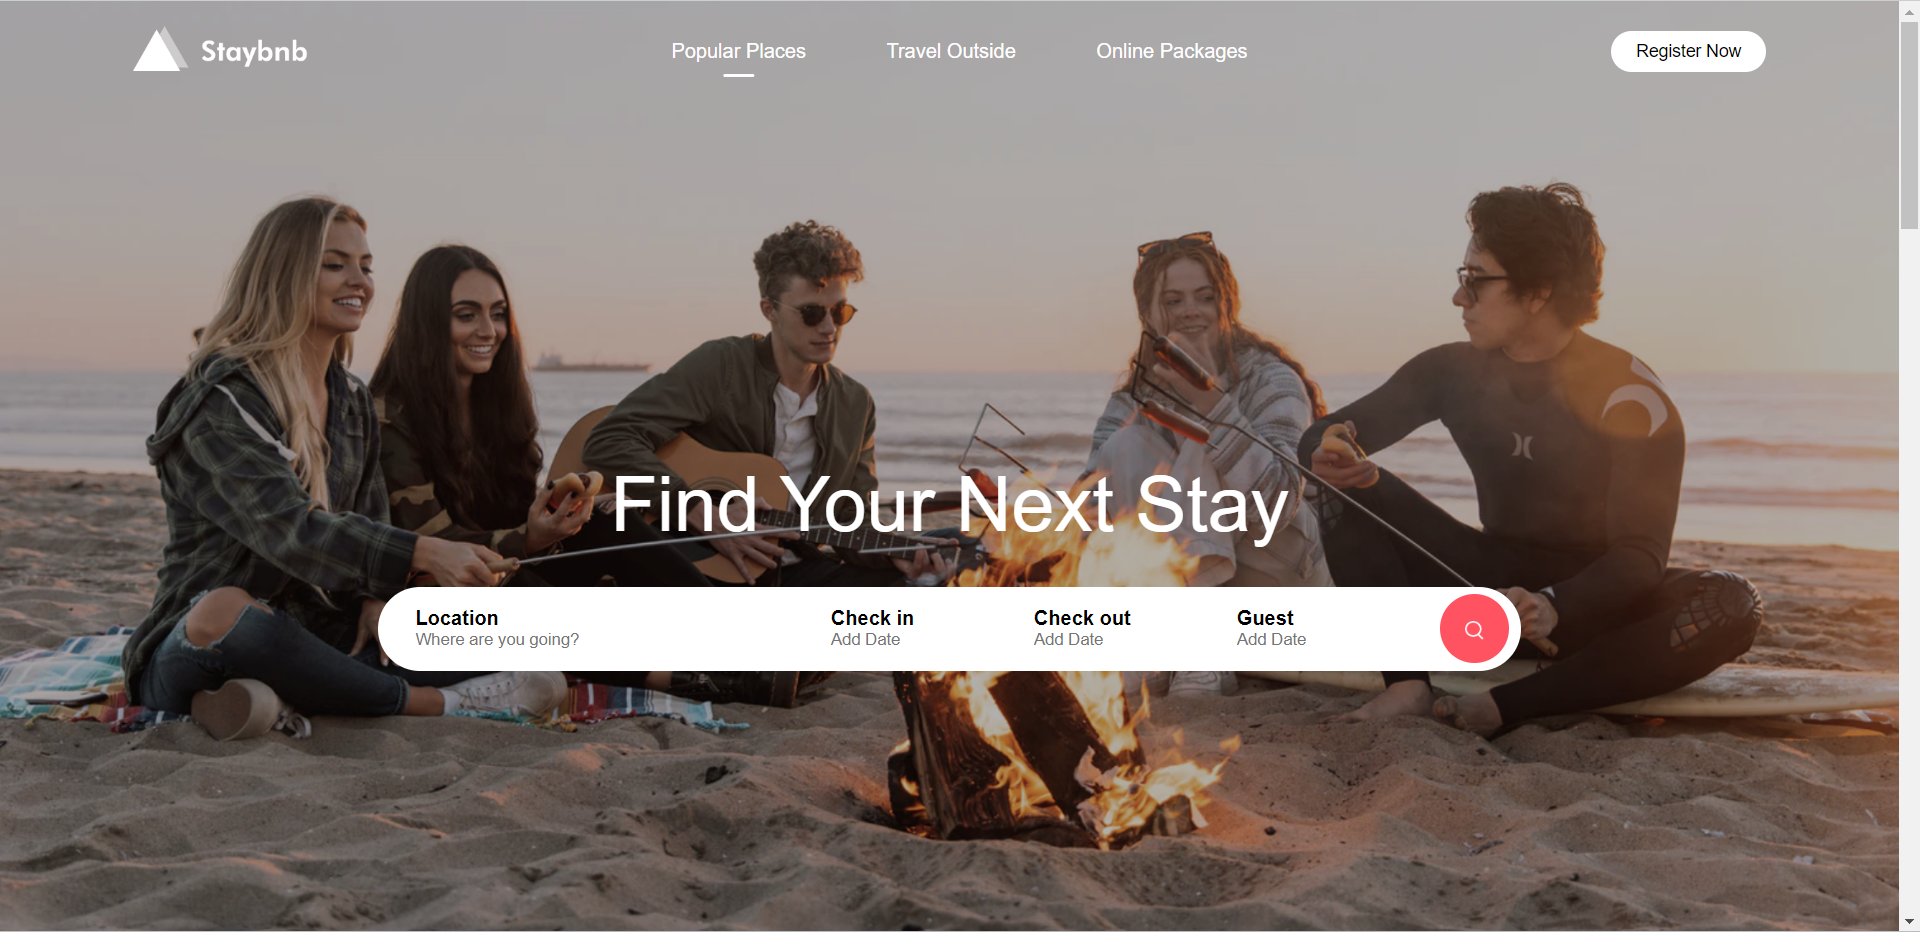 Staybnb
Popular Places
Travel Outside
Online Packages
Register Now
Find Your Next Stay
Location
Where are you going?
Check in
Add Date
Check out
Add Date
Guest
Add Date